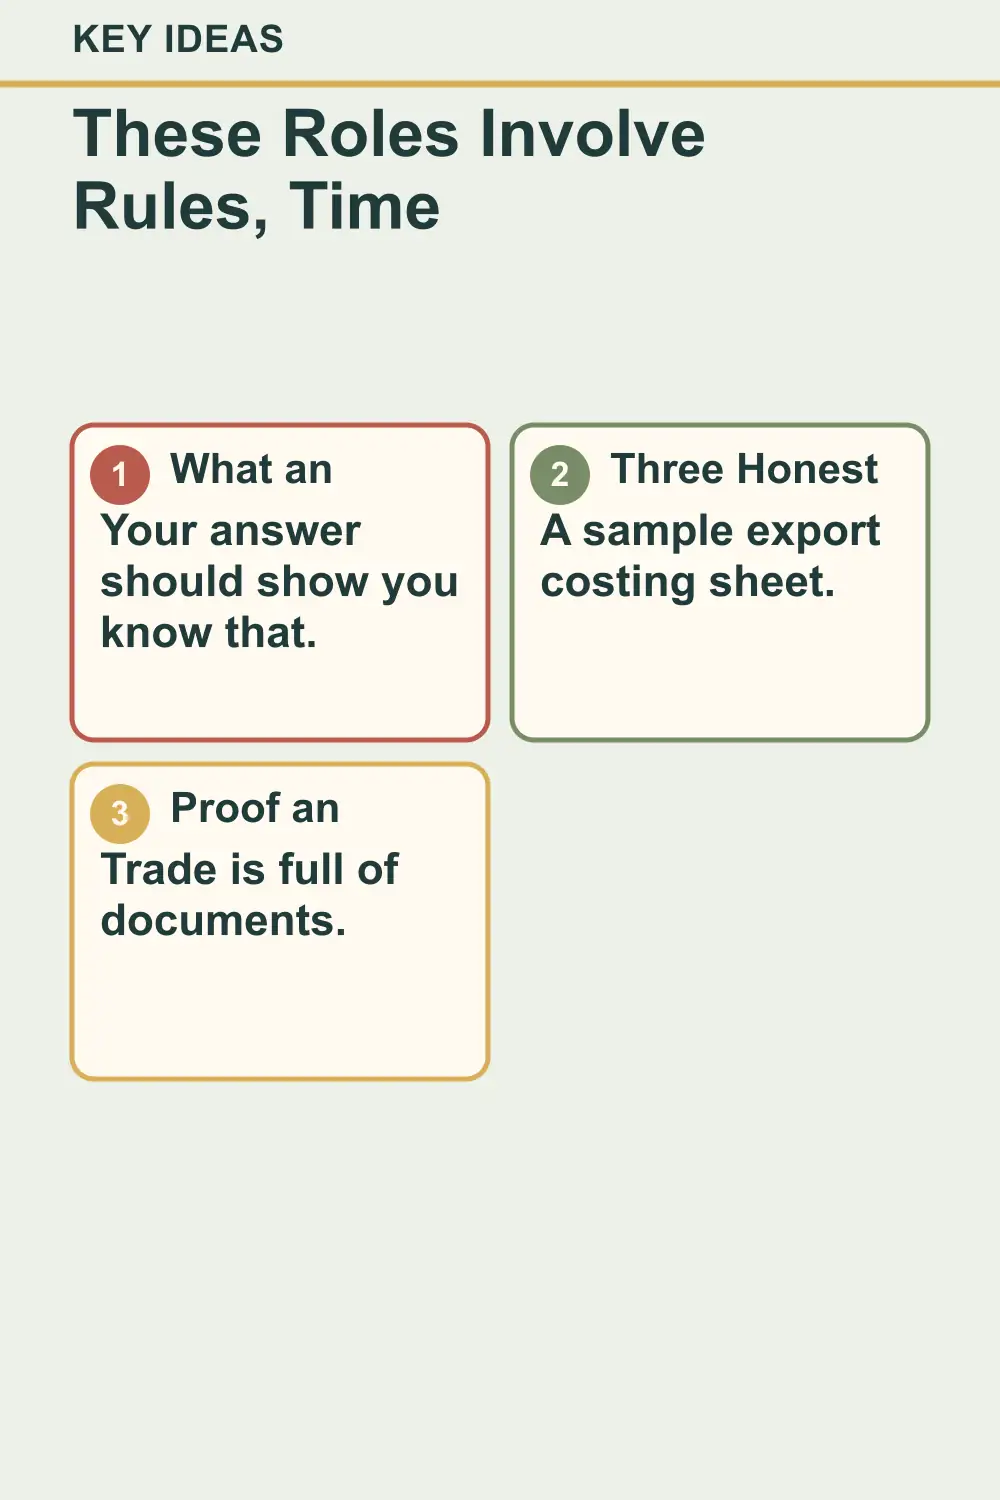 KEY IDEAS
These Roles Involve
Rules, Time
1 What an
Your answer
should show you
know that.
2 Three Honest
A sample export
costing sheet.
3 Proof an
Trade is full of
documents.